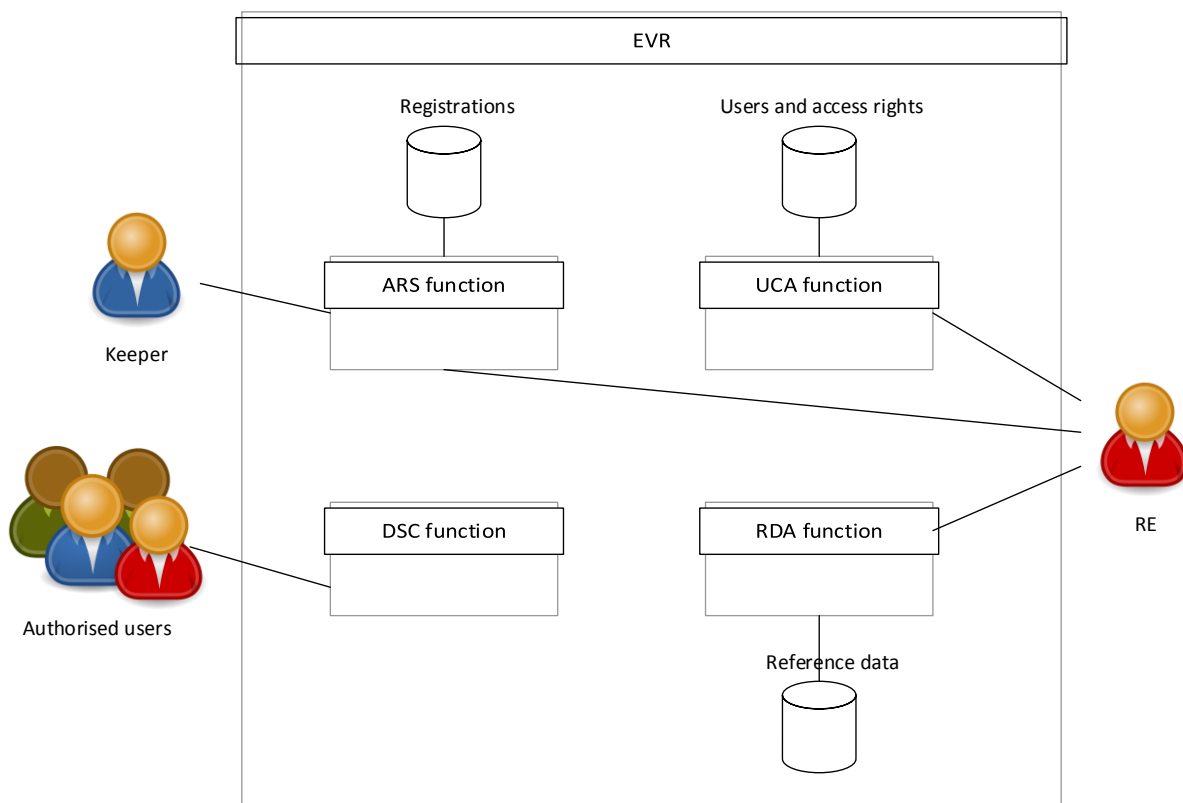 EVR
Registrations
Users and access rights
ARS function
UCA function
Keeper
DSC function
RDA function
RE
Authorised users
Reference data